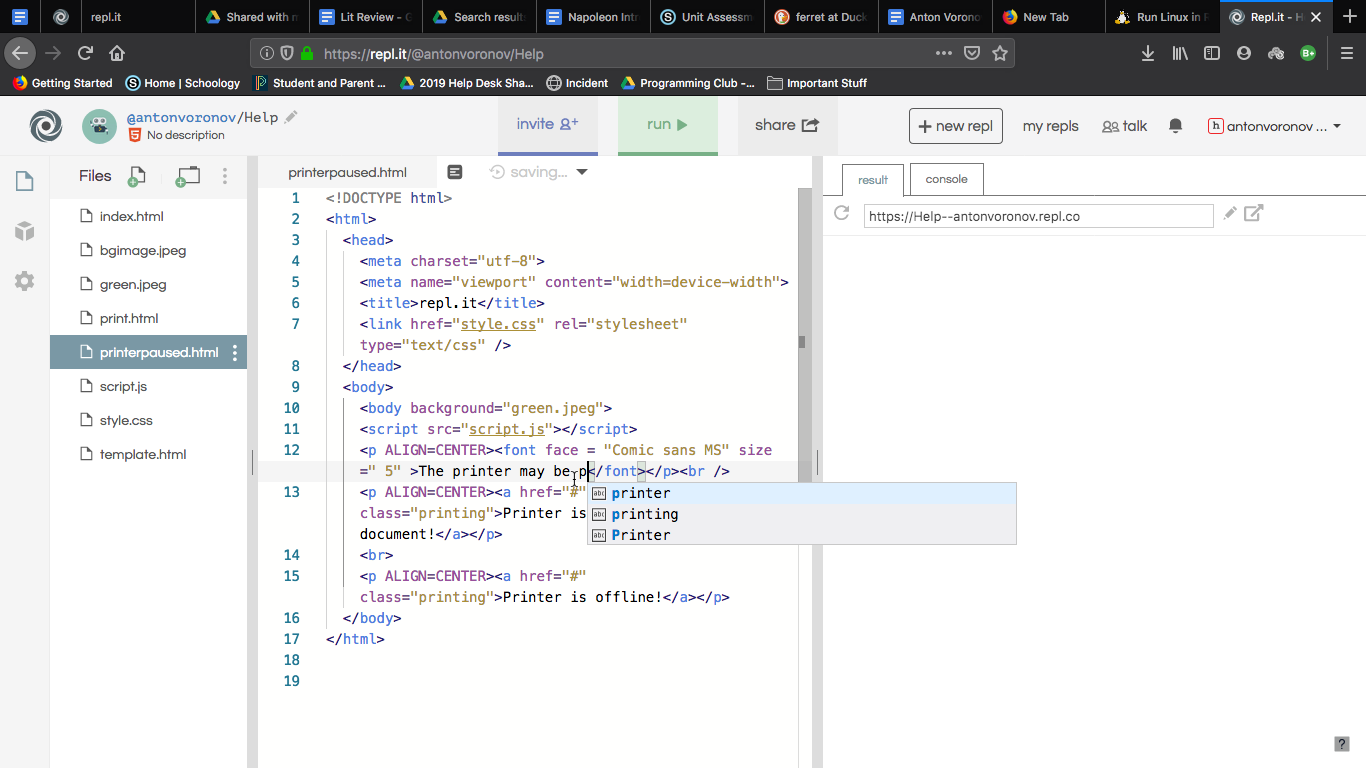 repl.it
Shared with m
Lit Review - G
Search results
Napoleon Intr
Unit Assessm
ferret at Duck
Anton Vorono
New Tab
Run Linux in
Repl.it - H
https://repl.it/@antonvoronov/Help
Getting Started
Home | Schoology
Student and Parent ...
2019 Help Desk Sha...
Incident
Programming Club -...
Important Stuff
@antonvoronov/Help
No description
invite
run
share
+ new repl
my repls
talk
h antonvoronov ...
Files
index.html
bgimage.jpeg
green.jpeg
print.html
printerpaused.html
script.js
style.css
template.html
printerpaused.html
saving...
1 <!DOCTYPE html>
2 <html>
3 <head>
4 <meta charset="utf-8">
5 <meta name="viewport" content="width=device-width">
6 <title>repl.it</title>
7 <link href="style.css" rel="stylesheet"
type="text/css" />
8 </head>
9 <body>
10 <body background="green.jpeg">
11 <script src="script.js"></script>
12 <p ALIGN=CENTER><font face = "Comic sans MS" size
=" 5" >The printer may be p</font></p><br />
13 <p ALIGN=CENTER><a href="#"
class="printing">Printer is
document!</a></p>
14 <br>
15 <p ALIGN=CENTER><a href="#"
class="printing">Printer is offline!</a></p>
16 </body>
17 </html>
18
19
abc printer
abc printing
abc Printer
result
console
https://Help--antonvoronov.repl.co
?